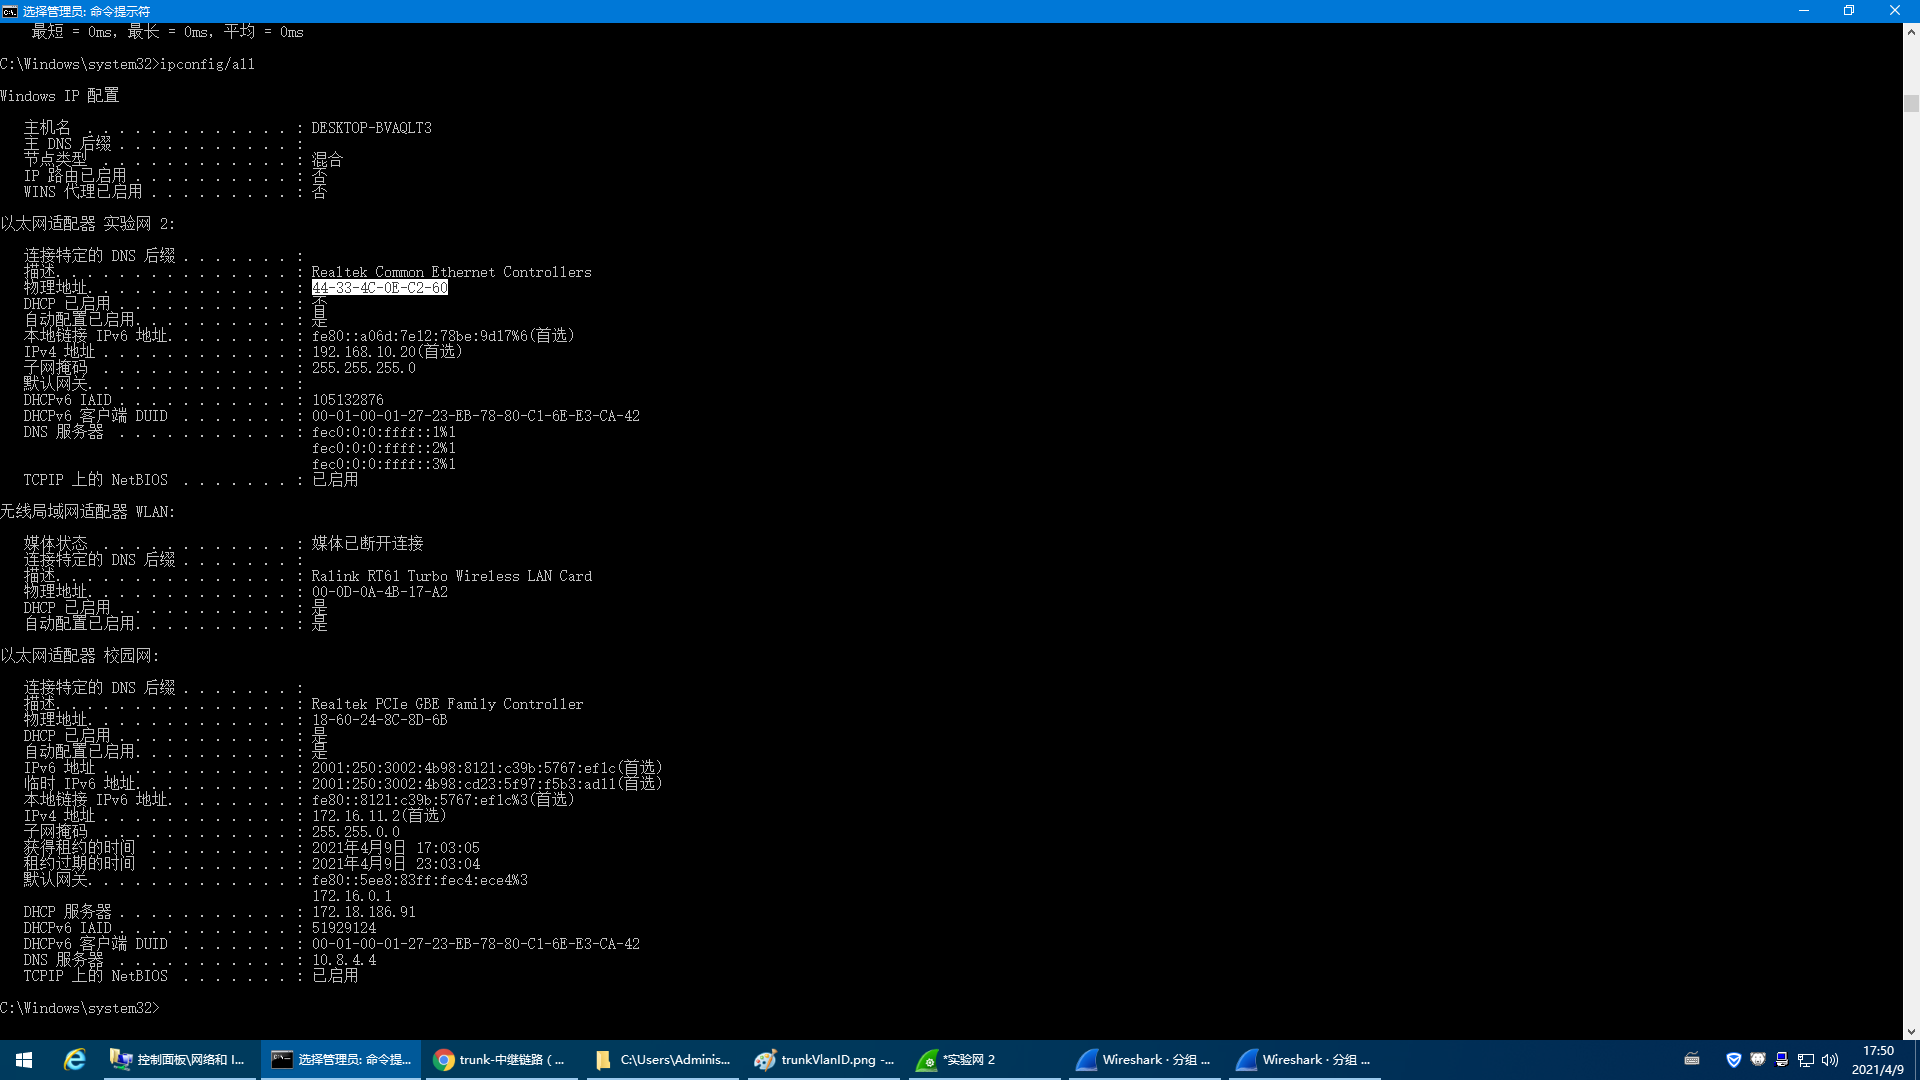 选择管理员: 命令提示符
最短 = 0ms，最长 = 0ms，平均 = 0ms
C:\Windows\system32>ipconfig/all
Windows IP 配置
主机名 . . . . . . . . . . . . . : DESKTOP-BVAQLT3
主 DNS 后缀 . . . . . . . . . . . :
节点类型 . . . . . . . . . . . . : 混合
IP 路由已启用 . . . . . . . . . . : 否
WINS 代理已启用 . . . . . . . . . : 否
以太网适配器 实验网 2:
连接特定的 DNS 后缀 . . . . . . . :
描述. . . . . . . . . . . . . . . : Realtek Common Ethernet Controllers
物理地址. . . . . . . . . . . . . : 44-33-4C-0E-C2-60
DHCP 已启用 . . . . . . . . . . . : 否
自动配置已启用. . . . . . . . . . : 是
本地链接 IPv6 地址. . . . . . . . : fe80::a06d:7e12:78be:9d17%6(首选)
IPv4 地址 . . . . . . . . . . . . : 192.168.10.20(首选)
子网掩码 . . . . . . . . . . . . : 255.255.255.0
默认网关. . . . . . . . . . . . . :
DHCPv6 IAID . . . . . . . . . . . : 105132876
DHCPv6 客户端 DUID . . . . . . . : 00-01-00-01-27-23-EB-78-80-C1-6E-E3-CA-42
DNS 服务器 . . . . . . . . . . . : fec0:0:0:ffff::1%1
fec0:0:0:ffff::2%1
fec0:0:0:ffff::3%1
TCPIP 上的 NetBIOS . . . . . . . : 已启用
无线局域网适配器 WLAN:
媒体状态 . . . . . . . . . . . . : 媒体已断开连接
连接特定的 DNS 后缀 . . . . . . . :
描述. . . . . . . . . . . . . . . : Ralink RT61 Turbo Wireless LAN Card
物理地址. . . . . . . . . . . . . : 00-0D-0A-4B-17-A2
DHCP 已启用 . . . . . . . . . . . : 是
自动配置已启用. . . . . . . . . . : 是
以太网适配器 校园网:
连接特定的 DNS 后缀 . . . . . . . :
描述. . . . . . . . . . . . . . . : Realtek PCIe GBE Family Controller
物理地址. . . . . . . . . . . . . : 18-60-24-8C-8D-6B
DHCP 已启用 . . . . . . . . . . . : 是
自动配置已启用. . . . . . . . . . : 是
IPv6 地址 . . . . . . . . . . . . : 2001:250:3002:4b98:8121:c39b:5767:ef1c(首选)
临时 IPv6 地址. . . . . . . . . . : 2001:250:3002:4b98:cd23:5f97:f5b3:ad11(首选)
本地链接 IPv6 地址. . . . . . . . : fe80::8121:c39b:5767:ef1c%3(首选)
IPv4 地址 . . . . . . . . . . . . : 172.16.11.2(首选)
子网掩码 . . . . . . . . . . . . : 255.255.0.0
获得租约的时间 . . . . . . . . . : 2021年4月9日 17:03:05
租约过期的时间 . . . . . . . . . : 2021年4月9日 23:03:04
默认网关. . . . . . . . . . . . . : fe80::5ee8:83ff:fec4:ece4%3
172.16.0.1
DHCP 服务器 . . . . . . . . . . . : 172.18.186.91
DHCPv6 IAID . . . . . . . . . . . : 51929124
DHCPv6 客户端 DUID . . . . . . . : 00-01-00-01-27-23-EB-78-80-C1-6E-E3-CA-42
DNS 服务器 . . . . . . . . . . . : 10.8.4.4
TCPIP 上的 NetBIOS . . . . . . . : 已启用
C:\Windows\system32>
控制面板\网络和 I... 选择管理员: 命令提... trunk-中继链路 ( ... C:\Users\Adminis... trunkVlanID.png -... *实验网 2 Wireshark · 分组 ... Wireshark · 分组 ... 17:50
2021/4/9